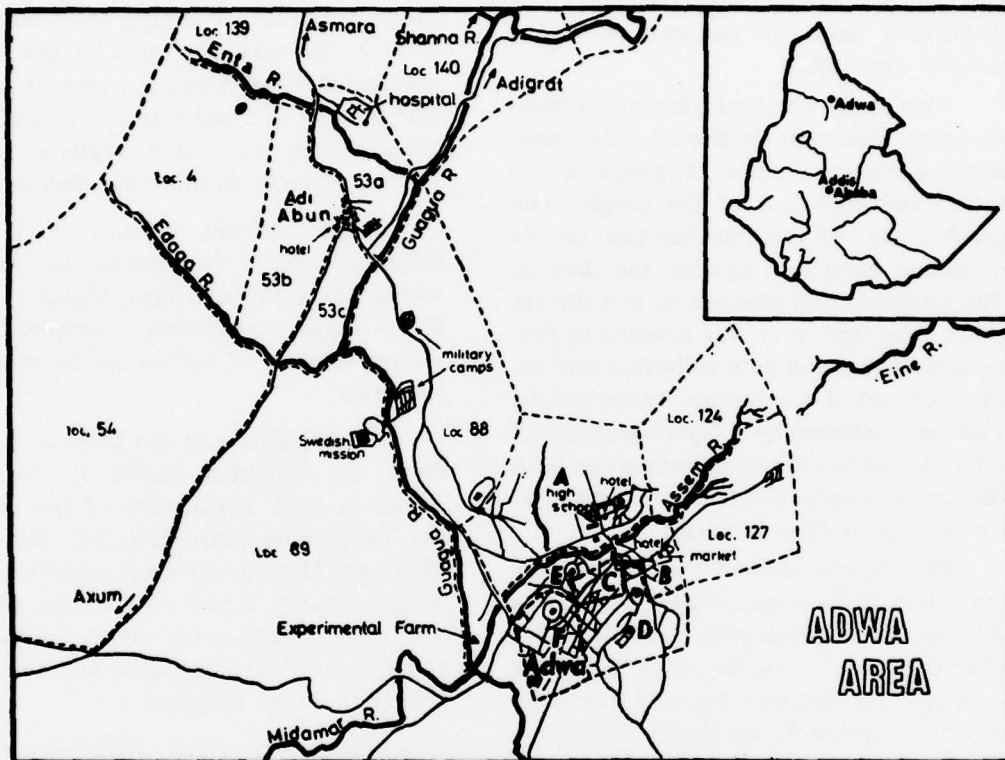 Loc. 139
Asmara
Shanna R.
Enta R.
Loc 140
Adigrat
hospital
Loc. 4
53a
Adi
Abun
hotel
Guagua R.
Edaga R.
53b
53c
military
camps
Loc. 54
Swedish
mission
Loc. 88
Loc. 124
Eine R.
A
high
school
hotel
Assem R.
Loc. 127
hotel
market
Loc. 89
E
C
B
F
D
Axum
Experimental Farm
Adwa
Midamar R.
ADWA
AREA
Adwa
Addis
Ababa